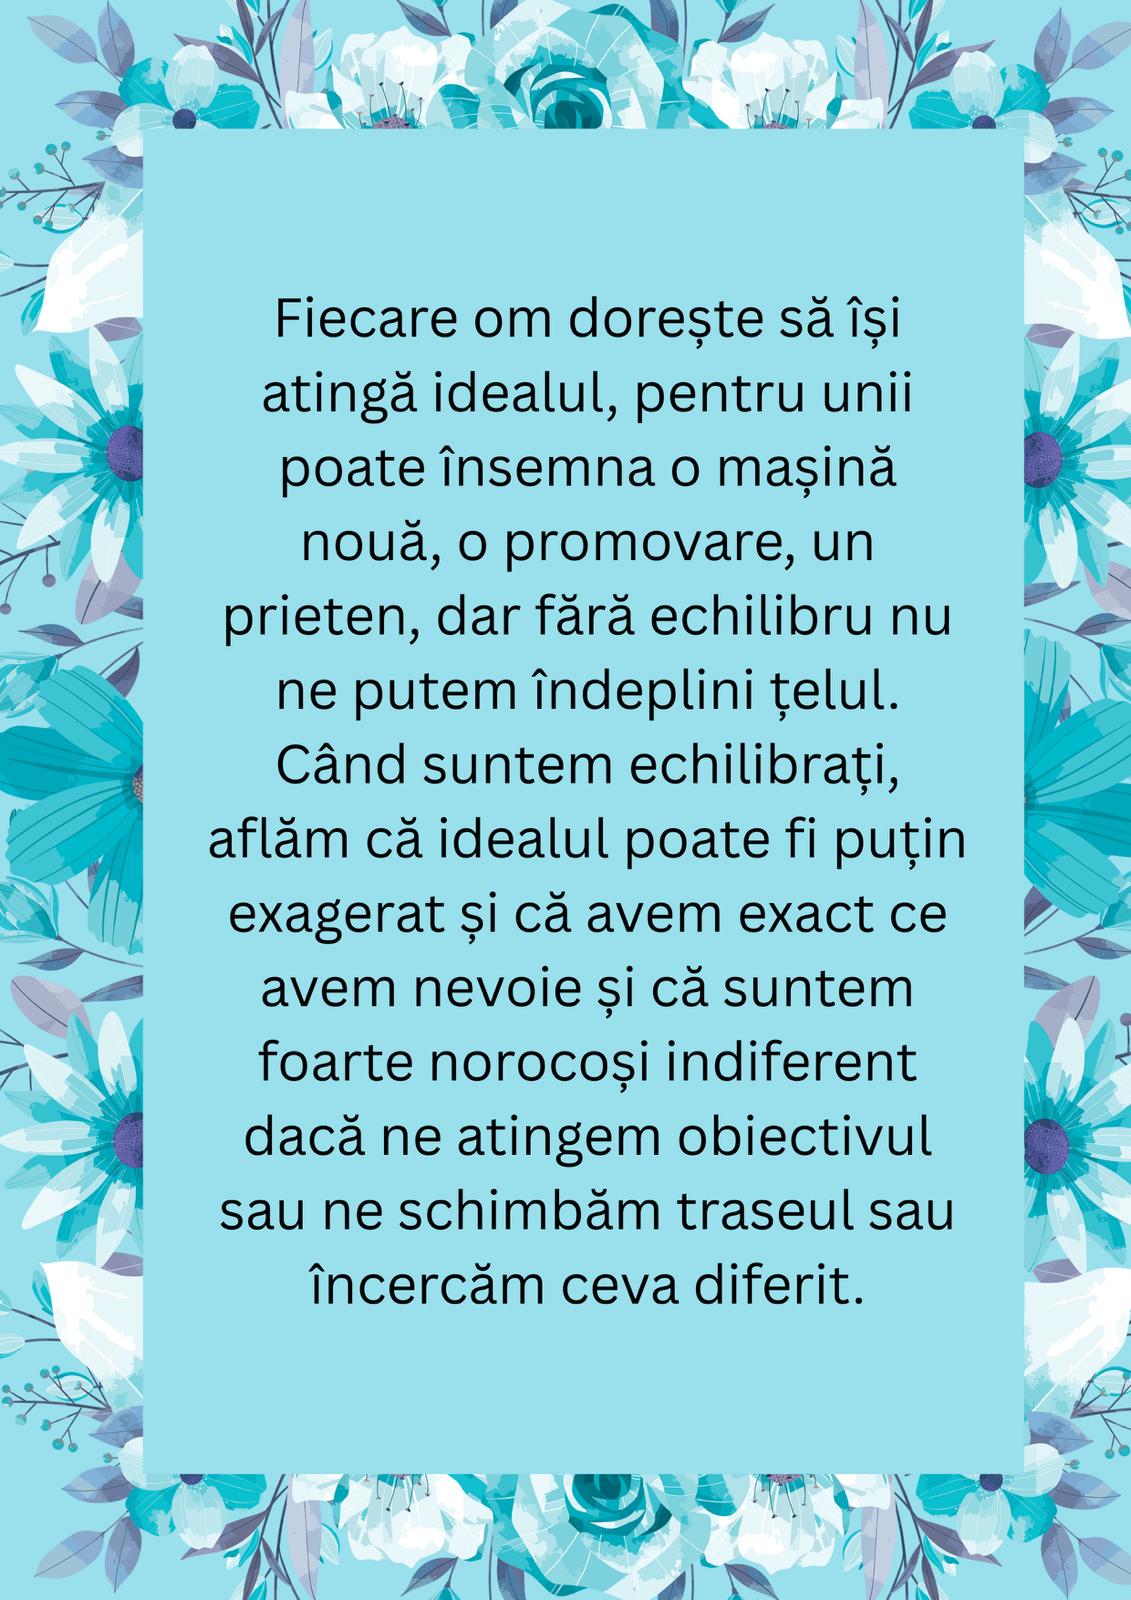 Fiecare om dorește să își
atingă idealul, pentru unii
poate însemna o mașină
nouă, o promovare, un
prieten, dar fără echilibru nu
ne putem îndeplini țelul.
Când suntem echilibrați,
aflăm că idealul poate fi puțin
exagerat și că avem exact ce
avem nevoie și că suntem
foarte norocoși indiferent
dacă ne atingem obiectivul
sau ne schimbăm traseul sau
încercăm ceva diferit.